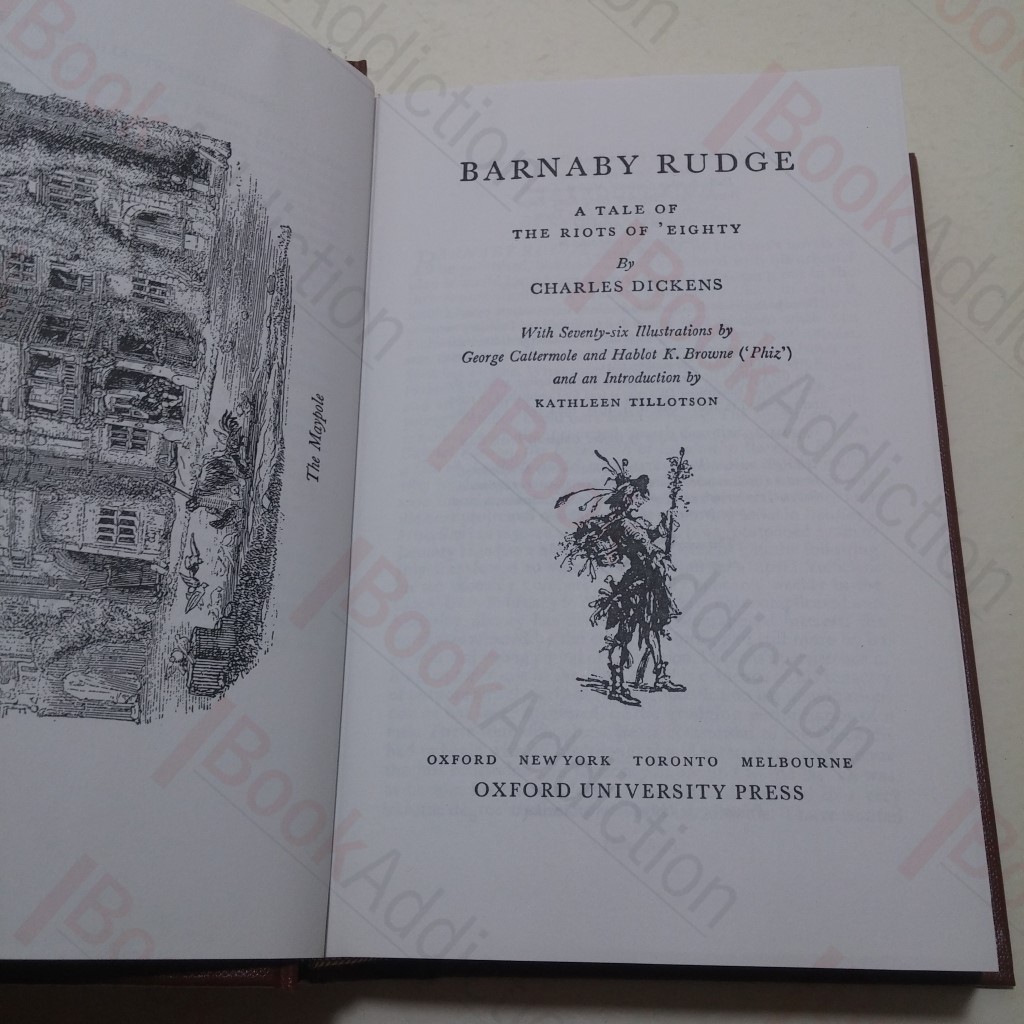 The Maypole
BARNABY RUDGE
A TALE OF
THE RIOTS OF ’EIGHTY
By
CHARLES DICKENS
With Seventy-six Illustrations by
George Cattermole and Hablot K. Browne (‘Phiz’)
and an Introduction by
KATHLEEN TILLOTSON
OXFORD NEW YORK TORONTO MELBOURNE
OXFORD UNIVERSITY PRESS
BookAddiction